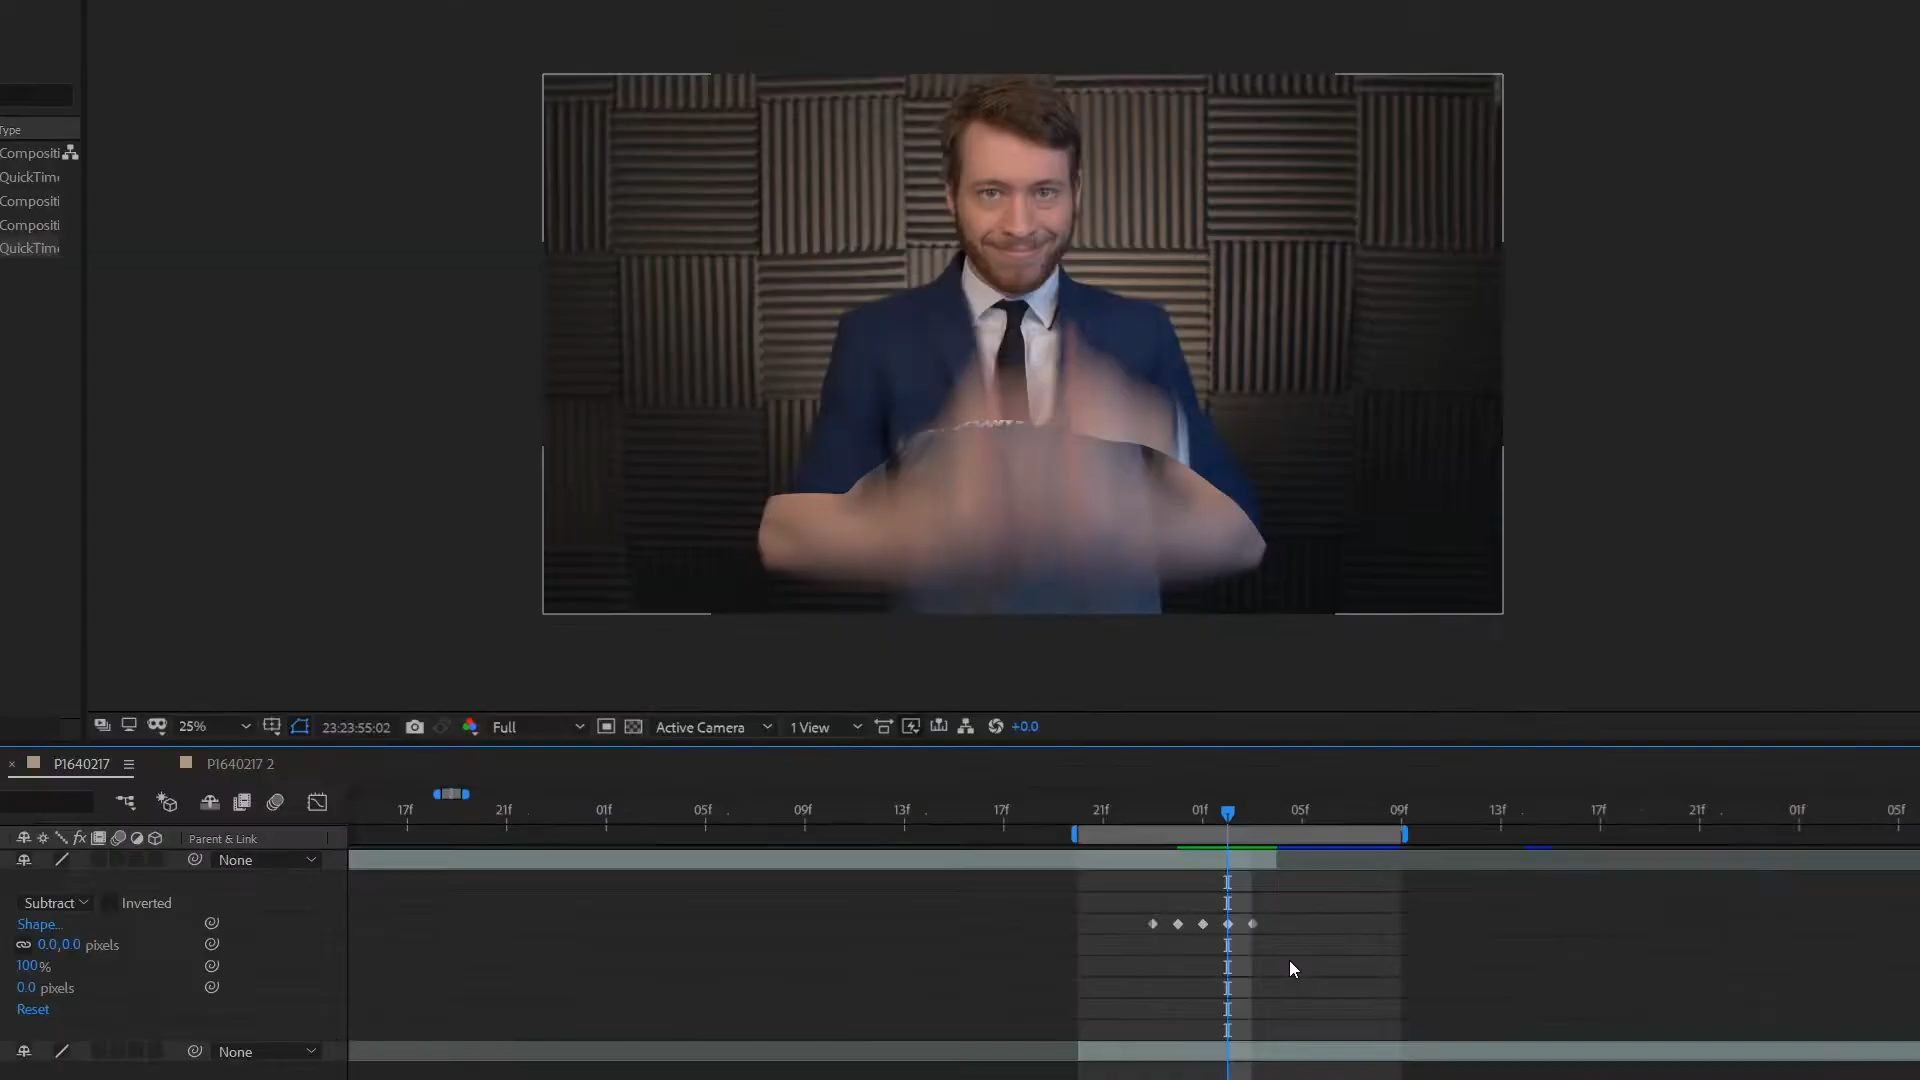 Type
Compositi
QuickTim
Compositi
Compositi
QuickTim
25% 23:23:55:02 Full Active Camera 1 View +0.0
× P1640217 P1640217 2
17f 21f 01f 05f 09f 13f 17f 21f 01f 05f 09f 13f 17f 21f 01f 05f
fx Parent & Link
None
Subtract Inverted
Shape...
0.0,0.0 pixels
100%
0.0 pixels
Reset
None